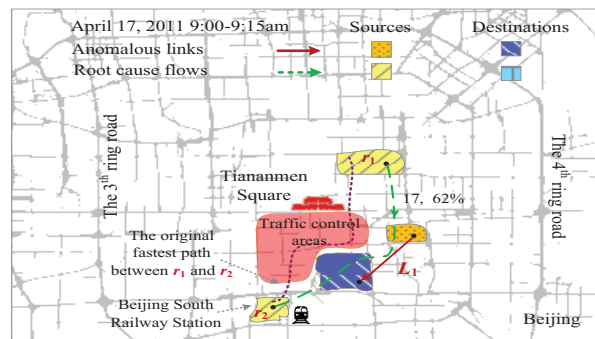 April 17, 2011 9:00-9:15am
Sources
Destinations
Anomalous links
Root cause flows
The 3th ring road
The 4th ring road
r1
Tiananmen
Square
17, 62%
Traffic control
areas
The original
fastest path
between r1 and r2
L1
Beijing South
Railway Station
r2
Beijing